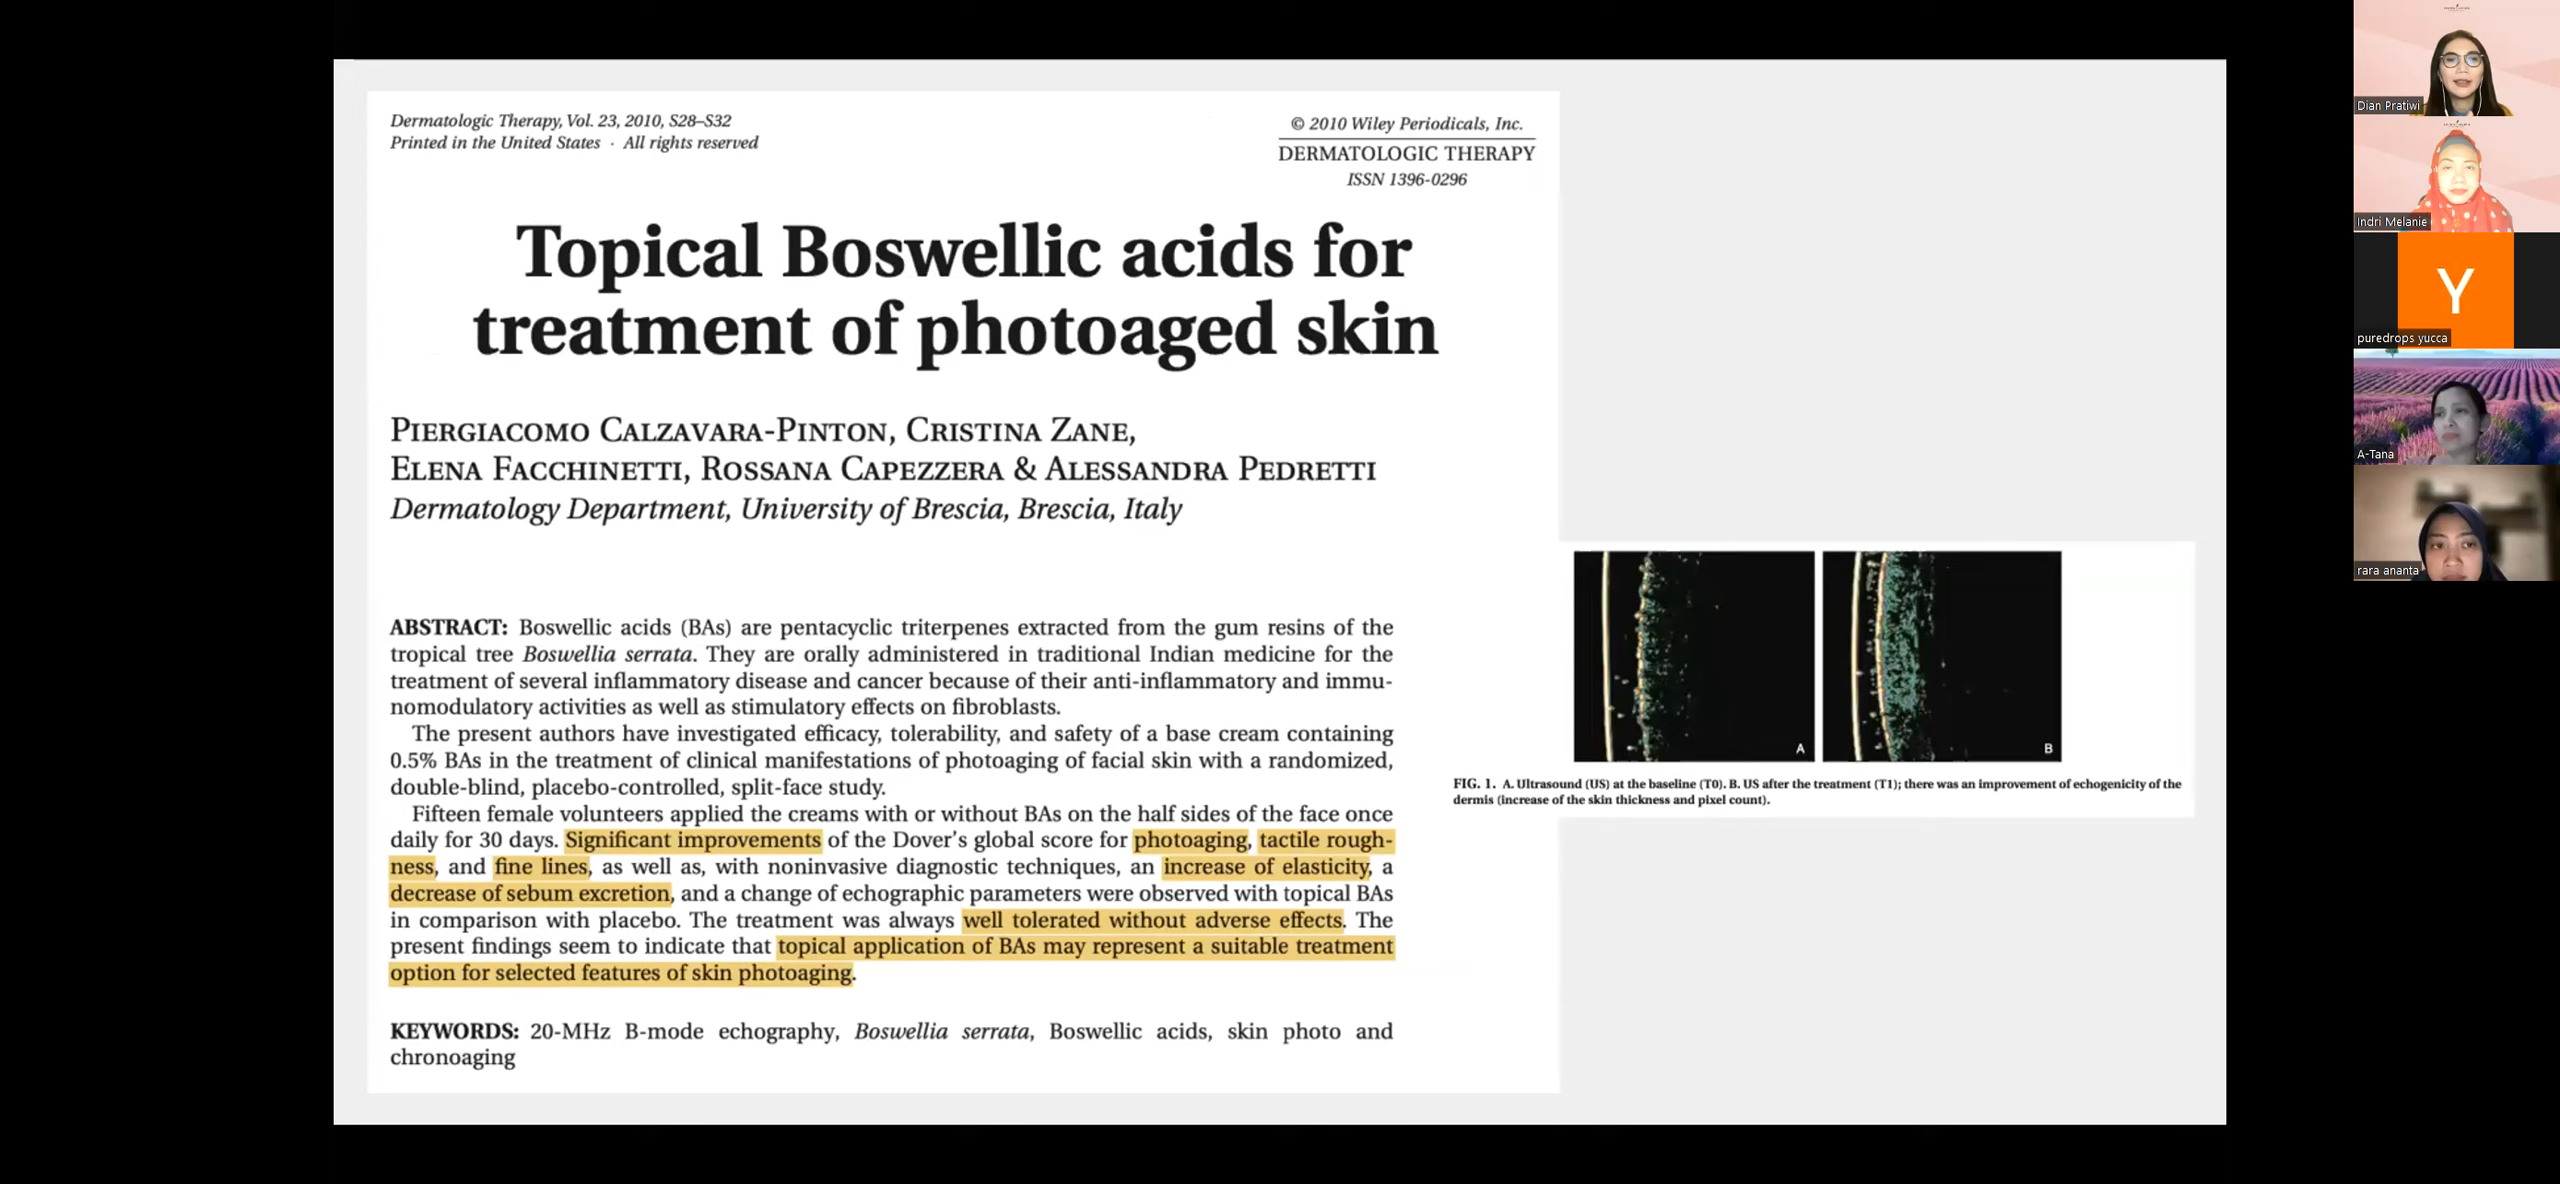 Dermatologic Therapy, Vol. 23, 2010, S28–S32
Printed in the United States · All rights reserved
© 2010 Wiley Periodicals, Inc.
DERMATOLOGIC THERAPY
ISSN 1396-0296
Topical Boswellic acids for
treatment of photoaged skin
PIERGIACOMO CALZAVARA-PINTON, CRISTINA ZANE,
ELENA FACCHINETTI, ROSSANA CAPEZZERA & ALESSANDRA PEDRETTI
Dermatology Department, University of Brescia, Brescia, Italy
ABSTRACT: Boswellic acids (BAs) are pentacyclic triterpenes extracted from the gum resins of the
tropical tree Boswellia serrata. They are orally administered in traditional Indian medicine for the
treatment of several inflammatory disease and cancer because of their anti-inflammatory and immu-
nomodulatory activities as well as stimulatory effects on fibroblasts.
The present authors have investigated efficacy, tolerability, and safety of a base cream containing
0.5% BAs in the treatment of clinical manifestations of photoaging of facial skin with a randomized,
double-blind, placebo-controlled, split-face study.
Fifteen female volunteers applied the creams with or without BAs on the half sides of the face once
daily for 30 days. Significant improvements of the Dover's global score for photoaging, tactile rough-
ness, and fine lines, as well as, with noninvasive diagnostic techniques, an increase of elasticity, a
decrease of sebum excretion, and a change of echographic parameters were observed with topical BAs
in comparison with placebo. The treatment was always well tolerated without adverse effects. The
present findings seem to indicate that topical application of BAs may represent a suitable treatment
option for selected features of skin photoaging.
KEYWORDS: 20-MHz B-mode echography, Boswellia serrata, Boswellic acids, skin photo and
chronoaging
A
B
FIG. 1. A. Ultrasound (US) at the baseline (T0). B. US after the treatment (T1); there was an improvement of echogenicity of the
dermis (increase of the skin thickness and pixel count).
Dian Pratiwi
Indri Melanie
Y
puredrops yucca
A-Tana
rara ananta